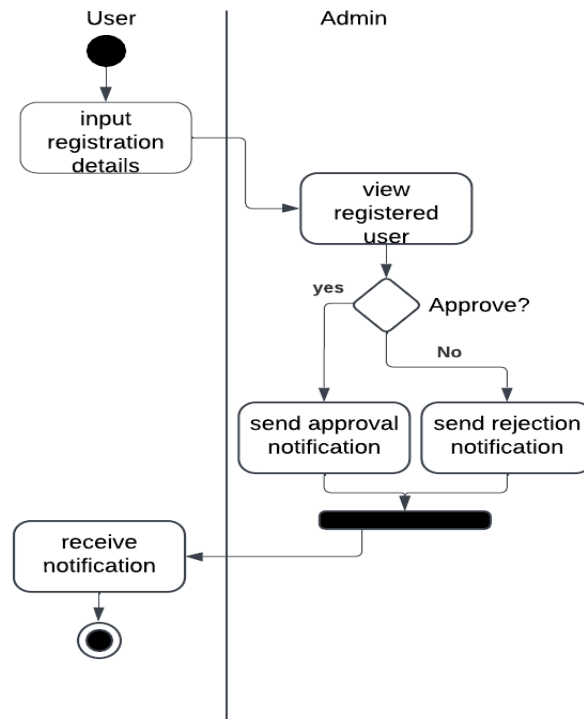 User
Admin
input
registration
details
view
registered
user
yes
Approve?
No
send approval
notification
send rejection
notification
receive
notification